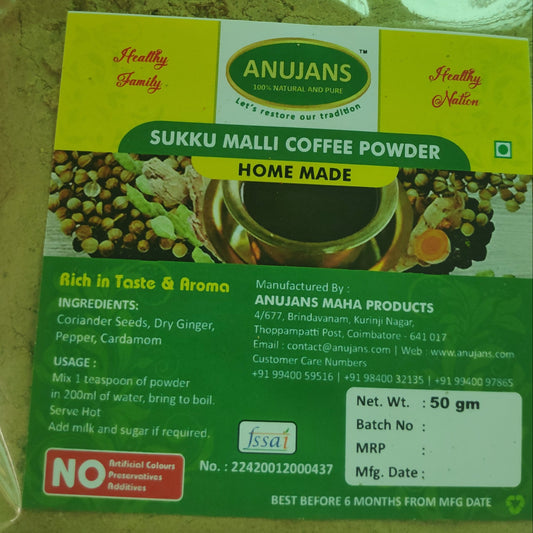 Healthy
Family
ANUJANS
TM
100% NATURAL AND PURE
Let's restore our tradition
Healthy
Nation
SUKKU MALLI COFFEE POWDER
HOME MADE
Rich in Taste & Aroma
INGREDIENTS:
Coriander Seeds, Dry Ginger,
Pepper, Cardamom
USAGE :
Mix 1 teaspoon of powder
in 200ml of water, bring to boil.
Serve Hot
Add milk and sugar if required.
NO
Artificial Colours
Preservatives
Additives
Manufactured By :
ANUJANS MAHA PRODUCTS
4/677, Brindavanam, Kurinji Nagar,
Thoppampatti Post, Coimbatore - 641 017
Email : contact@anujans.com | Web : www.anujans.com
Customer Care Numbers
+91 99400 59516 | +91 98400 32135 | +91 99400 97865
fssai
No. : 22420012000437
Net. Wt. : 50 gm
Batch No :
MRP :
Mfg. Date :
BEST BEFORE 6 MONTHS FROM MFG DATE